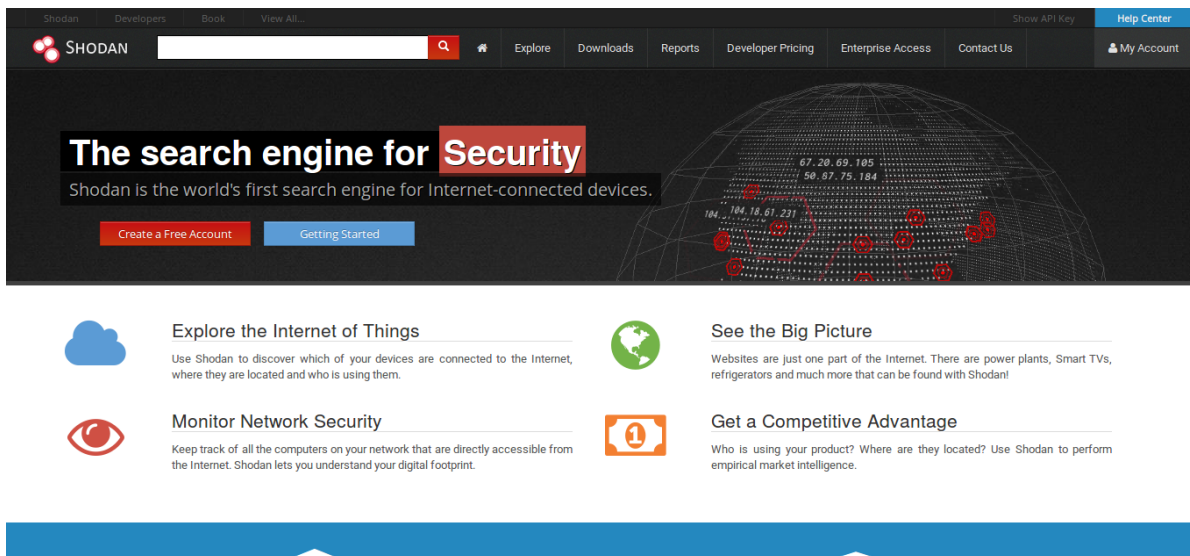 Shodan Developers Book View All... Show API Key Help Center
SHODAN Explore Downloads Reports Developer Pricing Enterprise Access Contact Us My Account
The search engine for Security
Shodan is the world's first search engine for Internet-connected devices.
Create a Free Account Getting Started
67.20.69.105
50.87.75.184
104. 104.18.61.231
Explore the Internet of Things
Use Shodan to discover which of your devices are connected to the Internet,
where they are located and who is using them.
See the Big Picture
Websites are just one part of the Internet. There are power plants, Smart TVs,
refrigerators and much more that can be found with Shodan!
Monitor Network Security
Keep track of all the computers on your network that are directly accessible from
the Internet. Shodan lets you understand your digital footprint.
1
Get a Competitive Advantage
Who is using your product? Where are they located? Use Shodan to perform
empirical market intelligence.